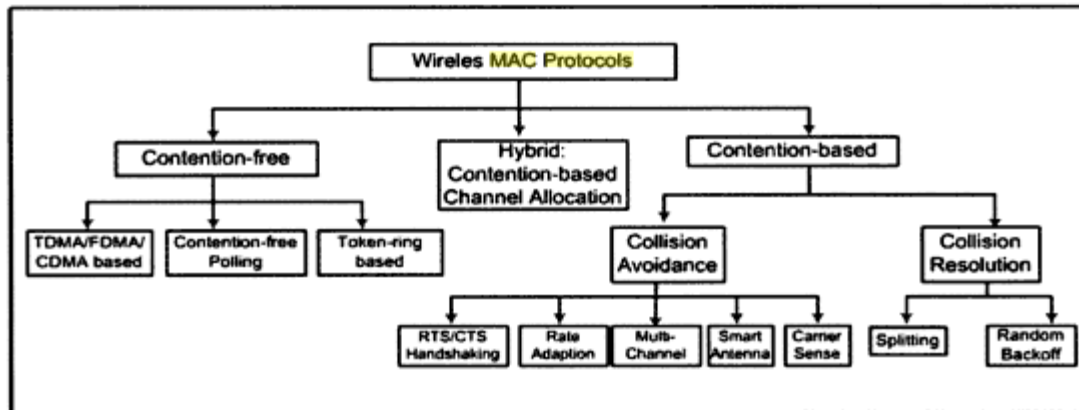 Wireles MAC Protocols
Contention-free
Hybrid:
Contention-based
Channel Allocation
Contention-based
TDMA/FDMA/
CDMA based
Contention-free
Polling
Token-ring
based
Collision
Avoidance
Collision
Resolution
RTS/CTS
Handshaking
Rate
Adaption
Multi-
Channel
Smart
Antenna
Carrier
Sense
Splitting
Random
Backoff